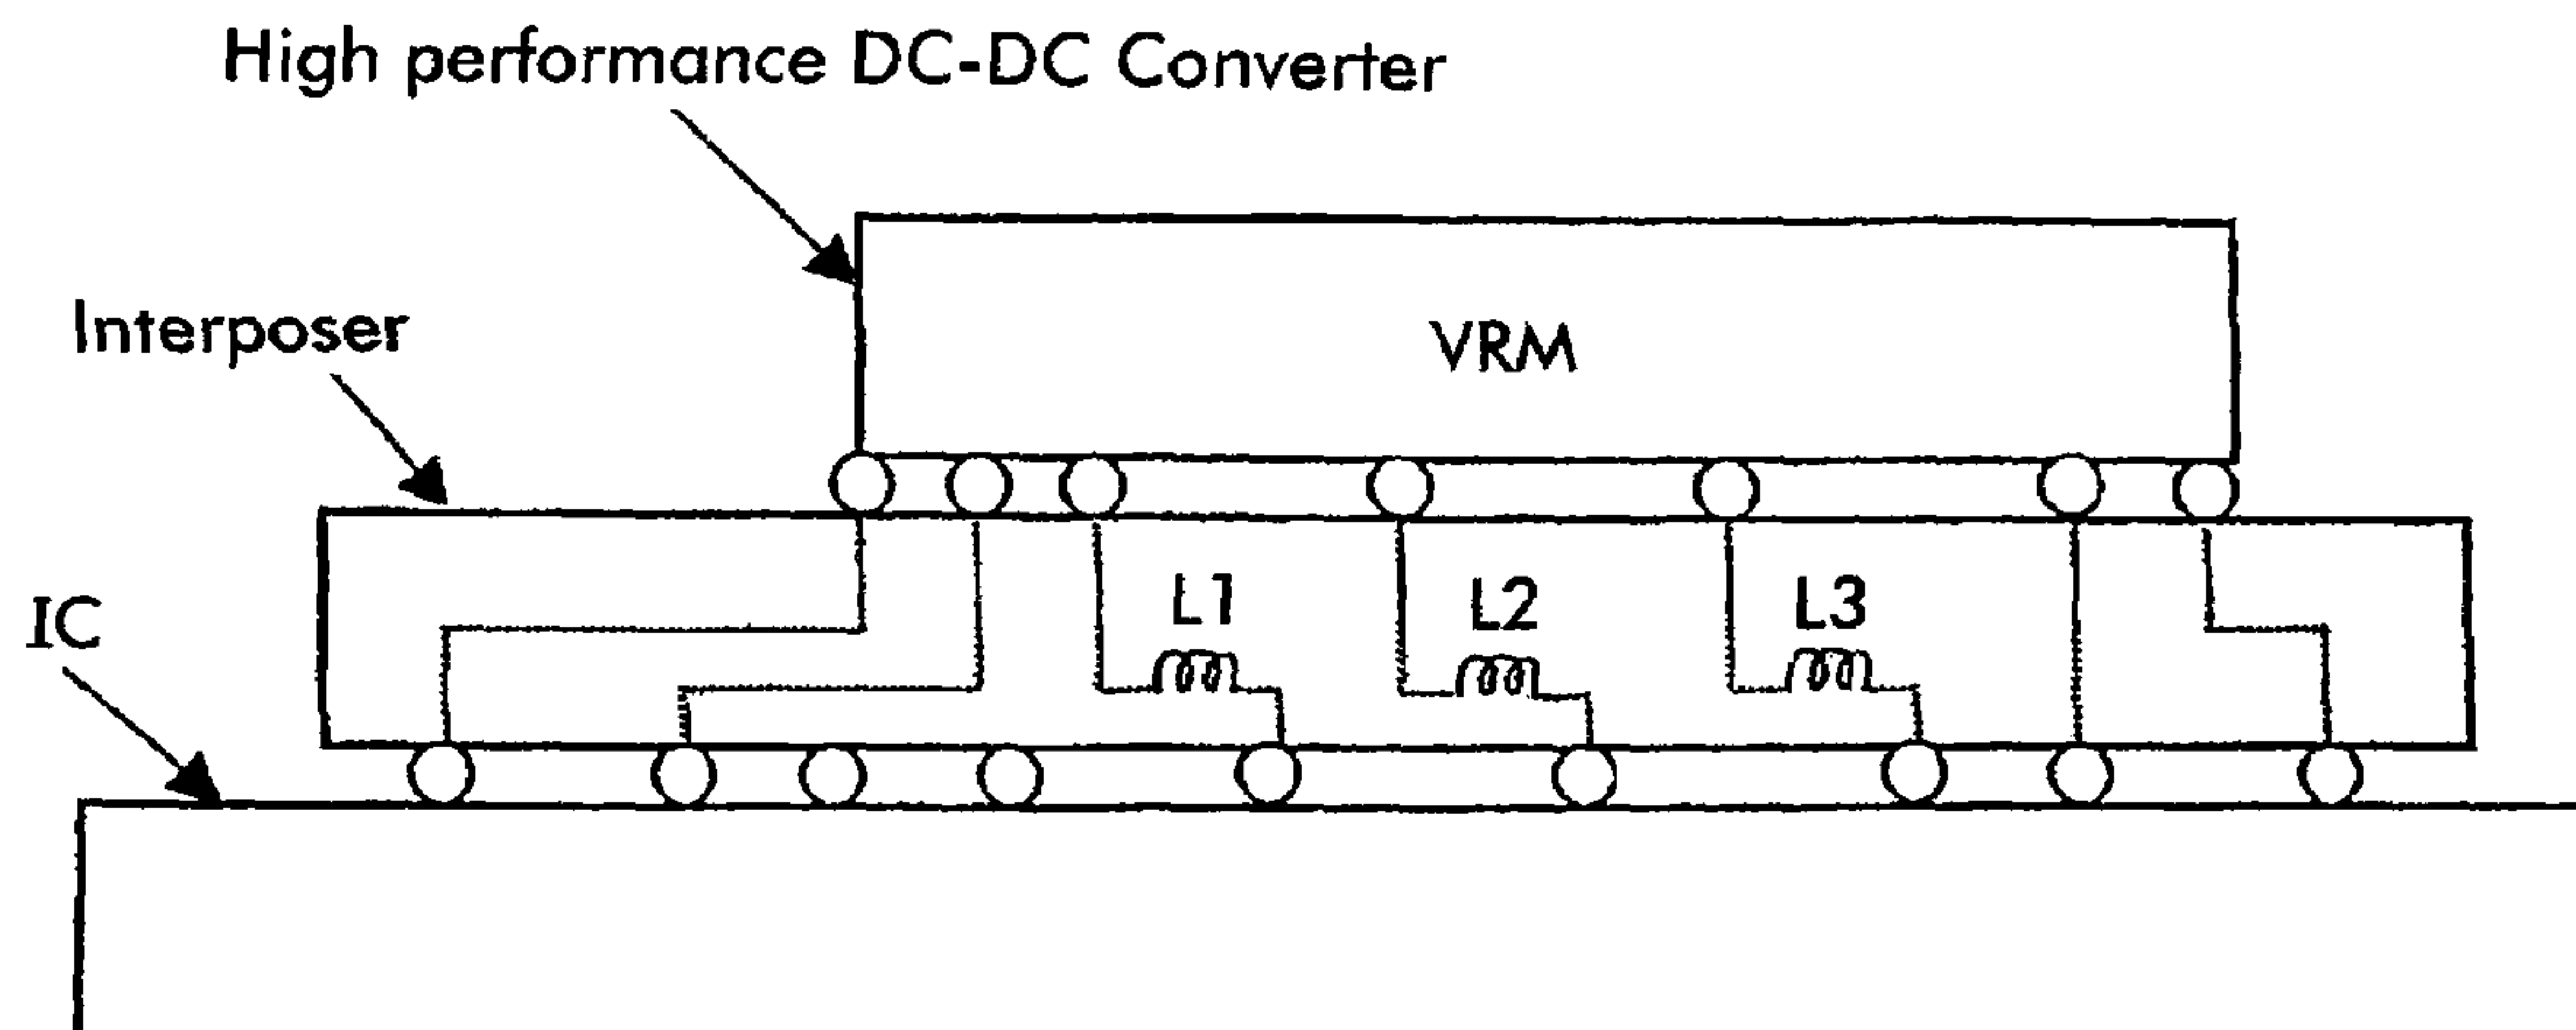 High performance DC-DC Converter
VRM
Interposer
IC
L1
L2
L3